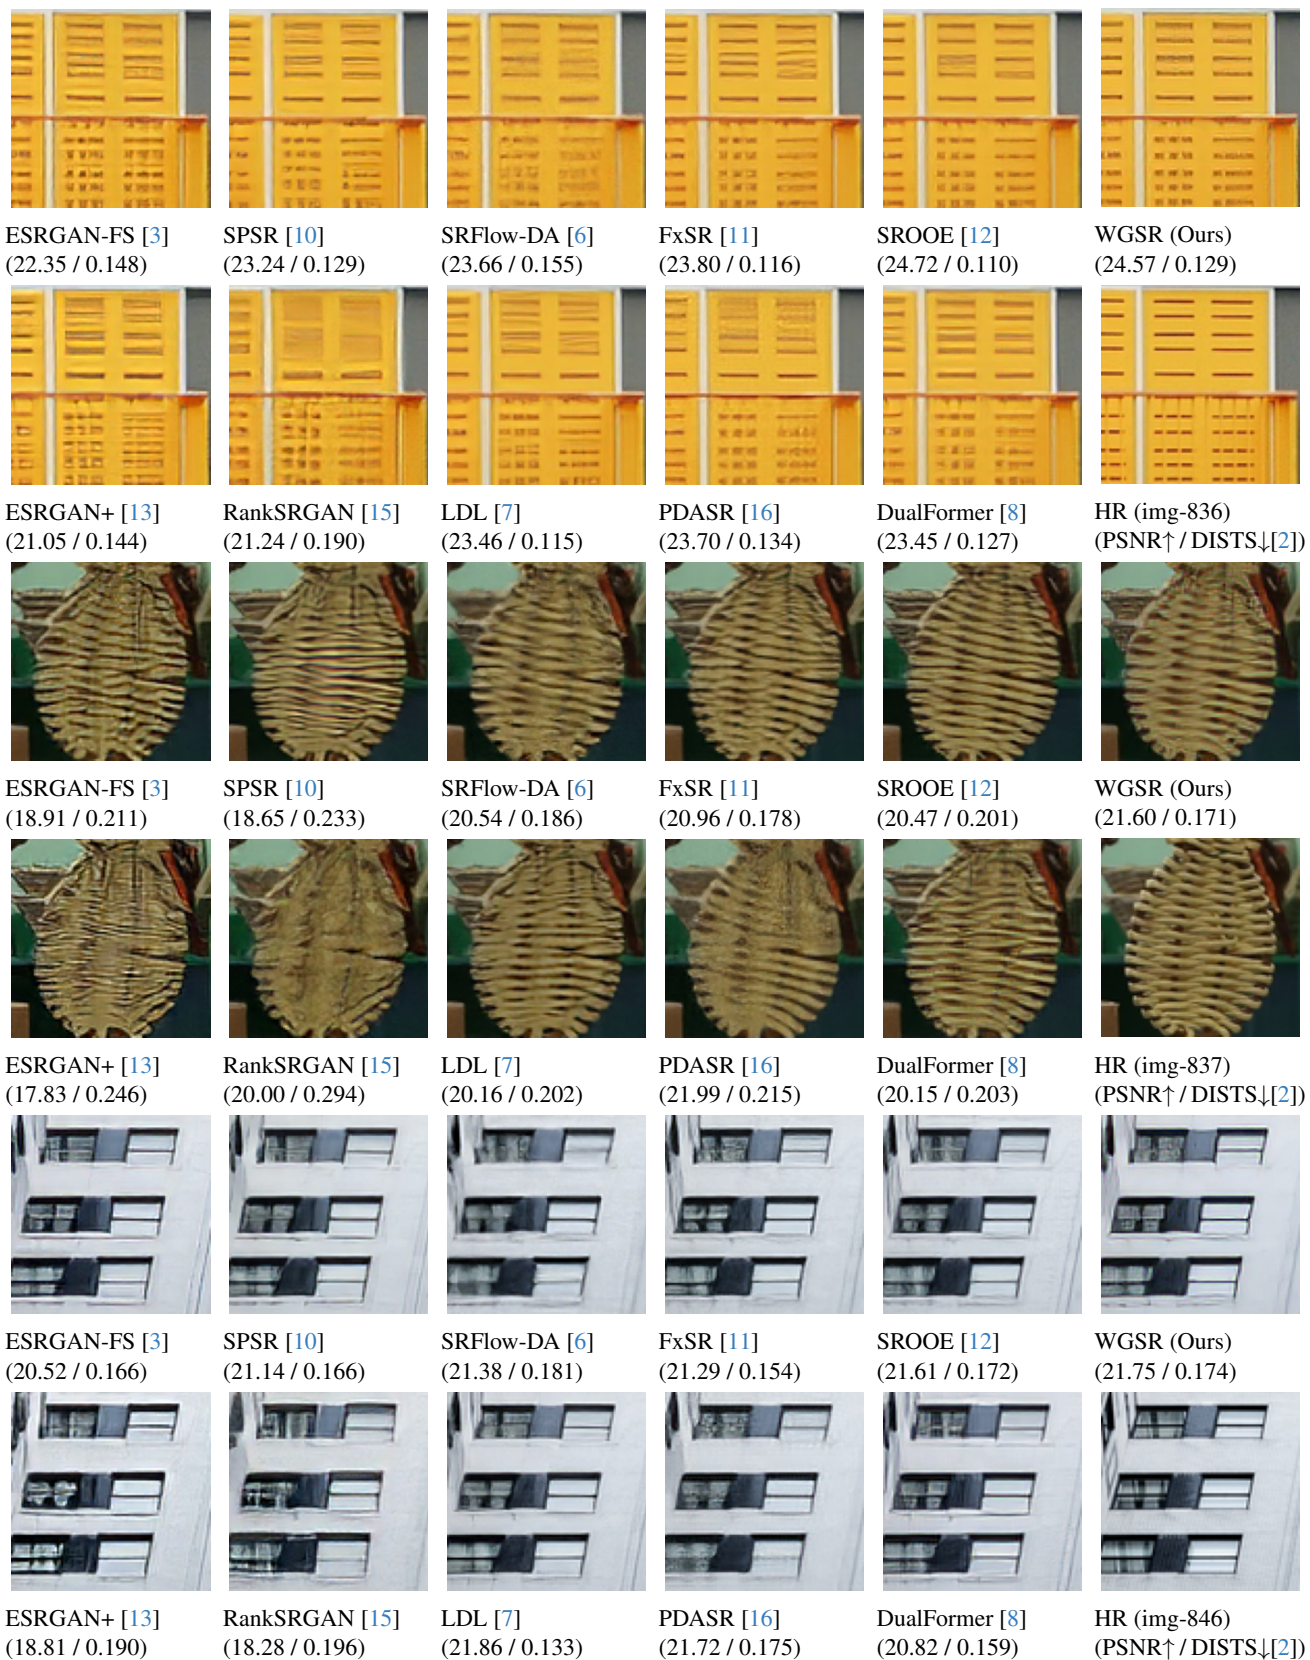 ESRGAN-FS [3] SPSR [10] SRFlow-DA [6] FxSR [11] SROOE [12] WGSR (Ours)
(22.35 / 0.148) (23.24 / 0.129) (23.66 / 0.155) (23.80 / 0.116) (24.72 / 0.110) (24.57 / 0.129)
ESRGAN+ [13] RankSRGAN [15] LDL [7] PDASR [16] DualFormer [8] HR (img-836)
(21.05 / 0.144) (21.24 / 0.190) (23.46 / 0.115) (23.70 / 0.134) (23.45 / 0.127) (PSNR↑ / DISTS↓[2])
ESRGAN-FS [3] SPSR [10] SRFlow-DA [6] FxSR [11] SROOE [12] WGSR (Ours)
(18.91 / 0.211) (18.65 / 0.233) (20.54 / 0.186) (20.96 / 0.178) (20.47 / 0.201) (21.60 / 0.171)
ESRGAN+ [13] RankSRGAN [15] LDL [7] PDASR [16] DualFormer [8] HR (img-837)
(17.83 / 0.246) (20.00 / 0.294) (20.16 / 0.202) (21.99 / 0.215) (20.15 / 0.203) (PSNR↑ / DISTS↓[2])
ESRGAN-FS [3] SPSR [10] SRFlow-DA [6] FxSR [11] SROOE [12] WGSR (Ours)
(20.52 / 0.166) (21.14 / 0.166) (21.38 / 0.181) (21.29 / 0.154) (21.61 / 0.172) (21.75 / 0.174)
ESRGAN+ [13] RankSRGAN [15] LDL [7] PDASR [16] DualFormer [8] HR (img-846)
(18.81 / 0.190) (18.28 / 0.196) (21.86 / 0.133) (21.72 / 0.175) (20.82 / 0.159) (PSNR↑ / DISTS↓[2])